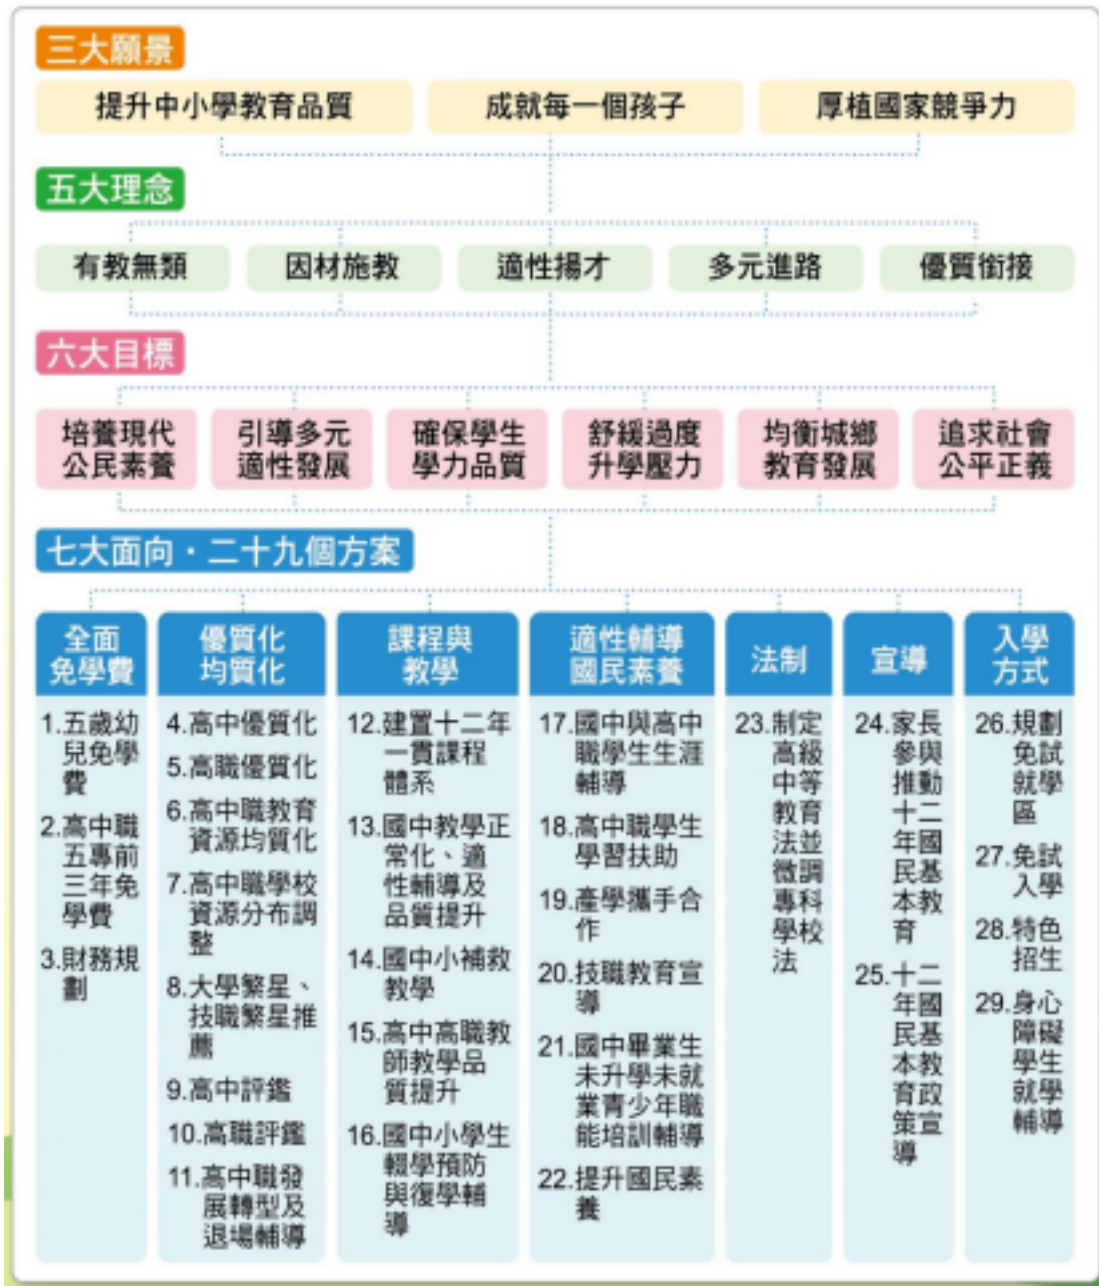 三大願景
提升中小學教育品質
成就每一個孩子
厚植國家競爭力
五大理念
有教無類
因材施教
適性揚才
多元進路
優質銜接
六大目標
培養現代
公民素養
引導多元
適性發展
確保學生
學力品質
舒緩過度
升學壓力
均衡城鄉
教育發展
追求社會
公平正義
七大面向・二十九個方案
全面
免學費
1.五歲幼
兒免學
費
2.高中職
五專前
三年免
學費
3.財務規
劃
優質化
均質化
4.高中優質化
5.高職優質化
6.高中職教育
資源均質化
7.高中職學校
資源分布調
整
8.大學繁星、
技職繁星推
薦
9.高中評鑑
10.高職評鑑
11.高中職發
展轉型及
退場輔導
課程與
教學
12.建置十二年
一貫課程
體系
13.國中教學正
常化、適
性輔導及
品質提升
14.國中小補救
教學
15.高中高職教
師教學品
質提升
16.國中小學生
輟學預防
與復學輔
導
適性輔導
國民素養
17.國中與高中
職學生生涯
輔導
18.高中職學生
學習扶助
19.產學攜手合
作
20.技職教育宣
導
21.國中畢業生
未升學未就
業青少年職
能培訓輔導
22.提升國民素
養
法制
23.制定
高級
中等
教育
法並
微調
專科
學校
法
宣導
24.家長
參與
推動
十二
年國
民基
本教
育
25.十二
年國
民基
本教
育政
策宣
導
入學
方式
26.規劃
免試
就學
區
27.免試
入學
28.特色
招生
29.身心
障礙
學生
就學
輔導